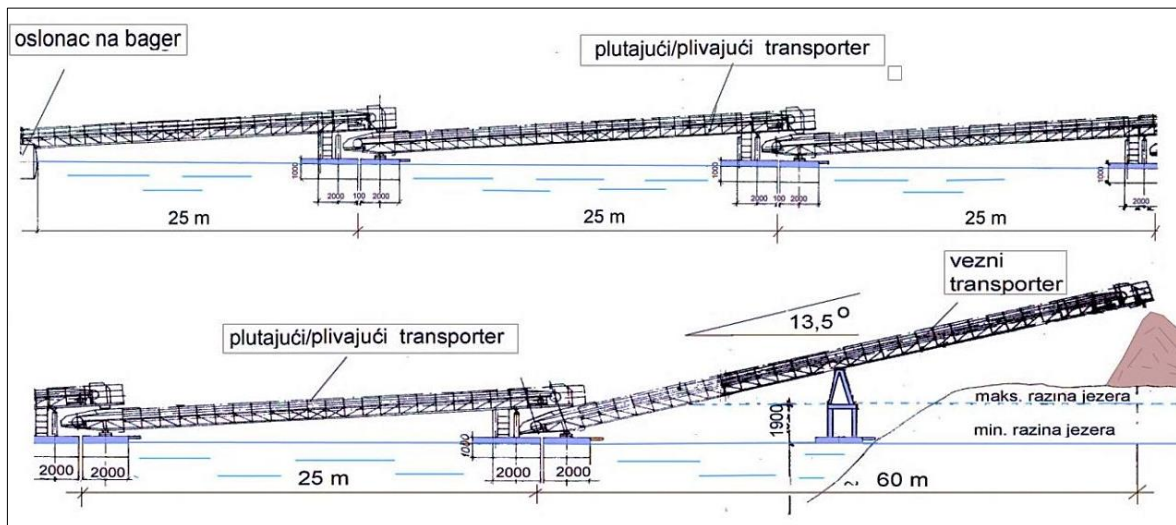 oslonac na bager
plutajući/plivajući transporter
1000
2000
100
2000
1000
2000
100
2000
1000
2000
25 m
25 m
25 m
vezni
transporter
13,5°
plutajući/plivajući transporter
maks. razina jezera
1900
min. razina jezera
1000
2000
2000
2000
2000
25 m
~ 60 m